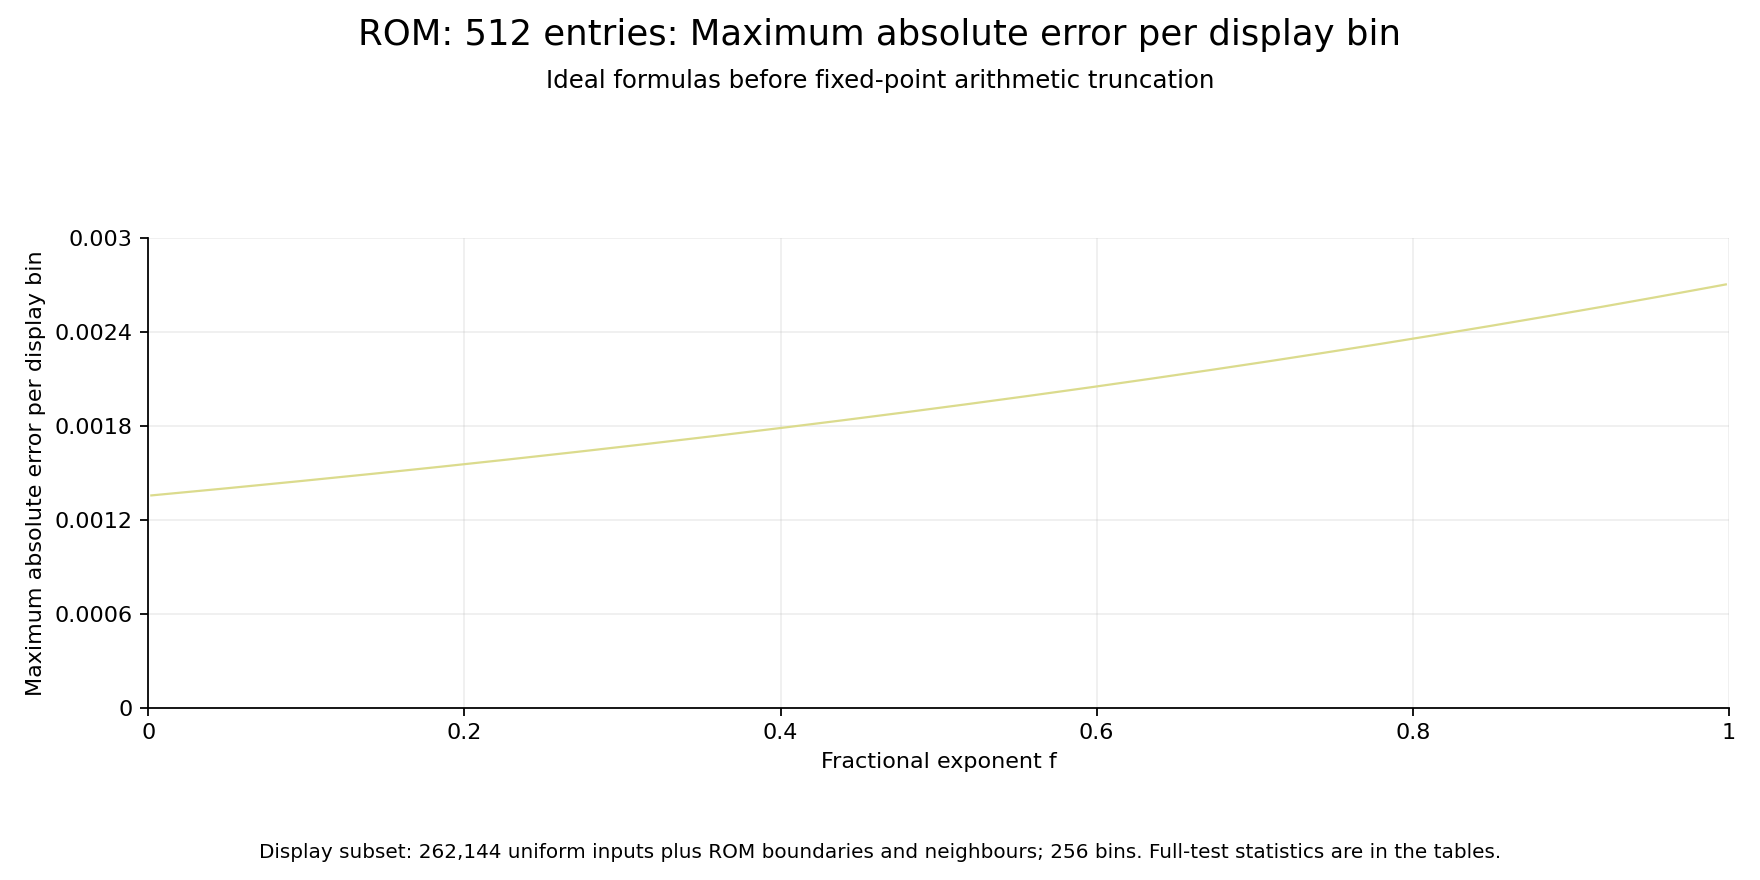 ROM: 512 entries: Maximum absolute error per display bin
Ideal formulas before fixed-point arithmetic truncation
Maximum absolute error per display bin
0.003
0.0024
0.0018
0.0012
0.0006
0
0 0.2 0.4 0.6 0.8 1
Fractional exponent f
Display subset: 262,144 uniform inputs plus ROM boundaries and neighbours; 256 bins. Full-test statistics are in the tables.